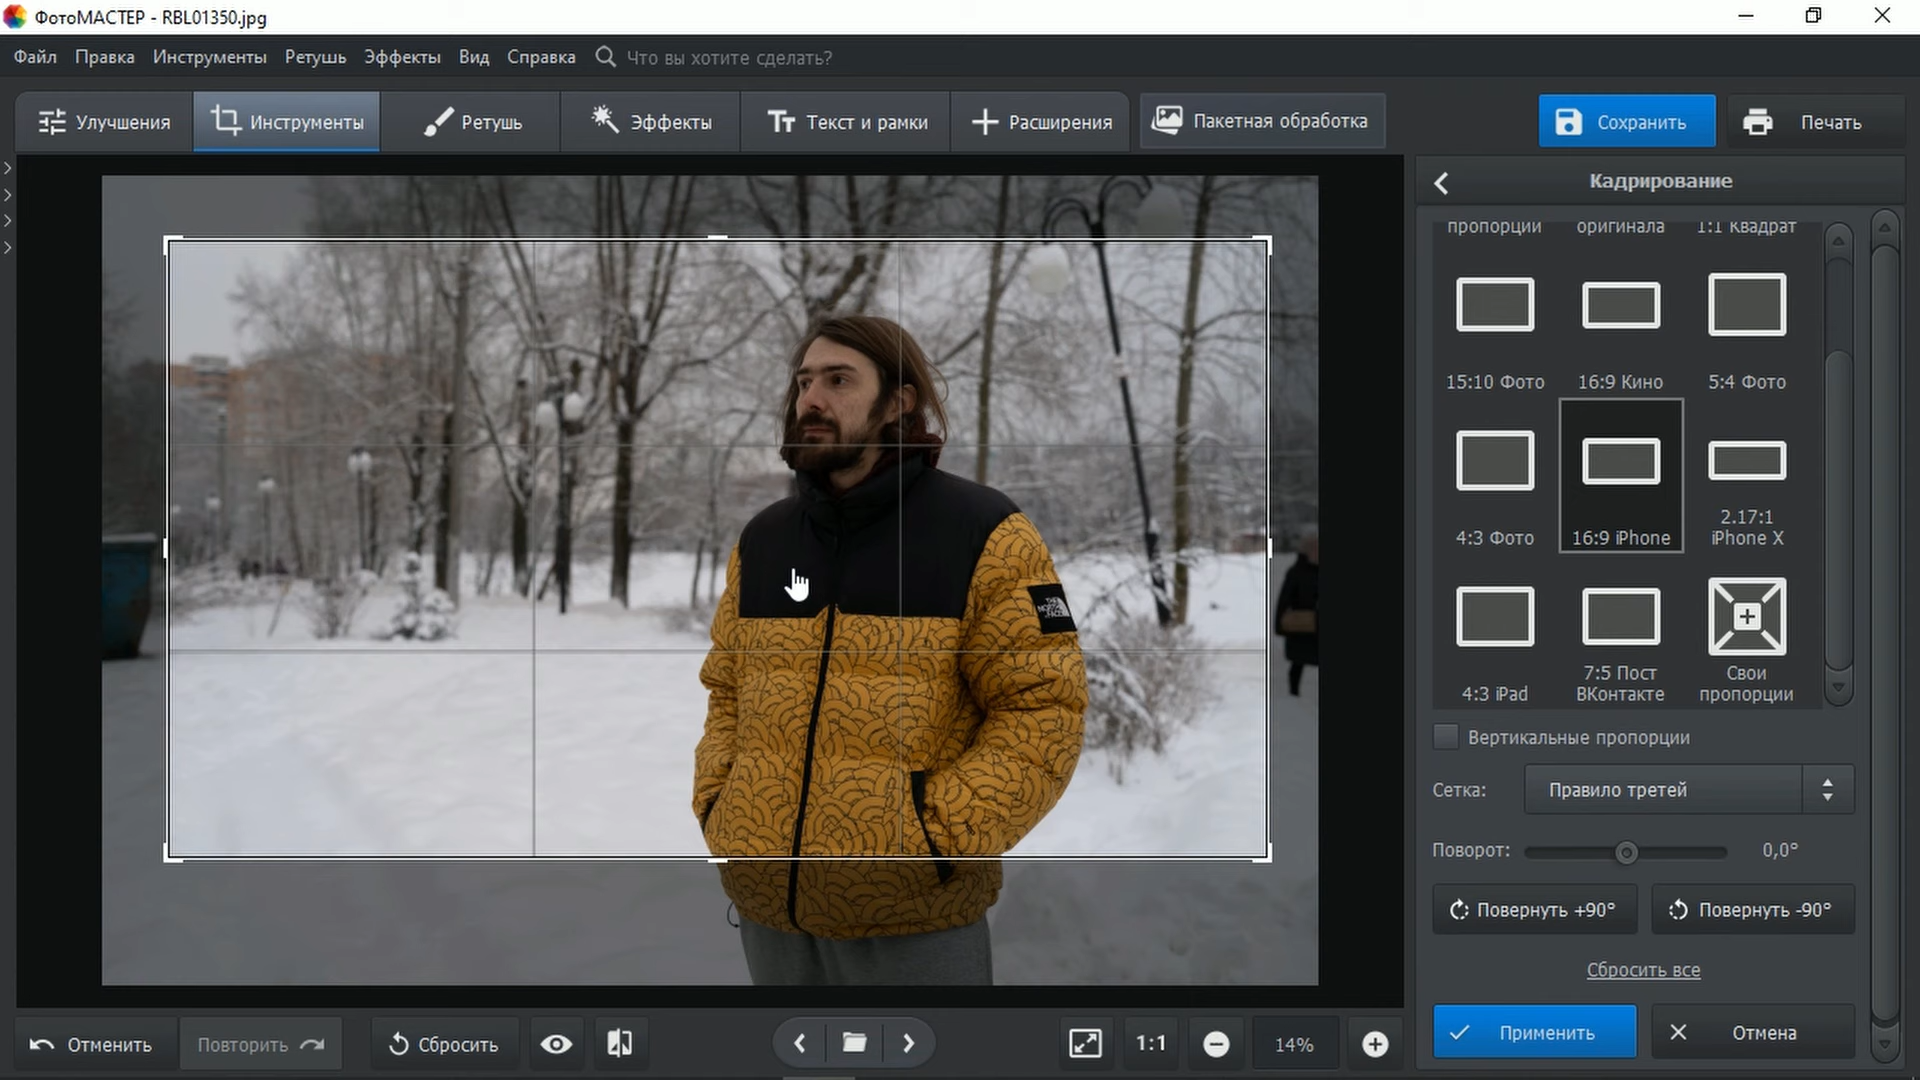 ФотоМАСТЕР - RBL01350.jpg
Файл Правка Инструменты Ретушь Эффекты Вид Справка Что вы хотите сделать?
Улучшения Инструменты Ретушь Эффекты Текст и рамки Расширения Пакетная обработка Сохранить Печать
Кадрирование
пропорции оригинала 1:1 Квадрат
15:10 Фото 16:9 Кино 5:4 Фото
4:3 Фото 16:9 iPhone 2.17:1
iPhone X
THE
NORTH
FACE
4:3 iPad 7:5 Пост
ВКонтакте Свои
пропорции
Вертикальные пропорции
Сетка: Правило третей
Поворот: 0,0°
Повернуть +90° Повернуть -90°
Сбросить все
Применить Отмена
Отменить Повторить Сбросить 1:1 14%